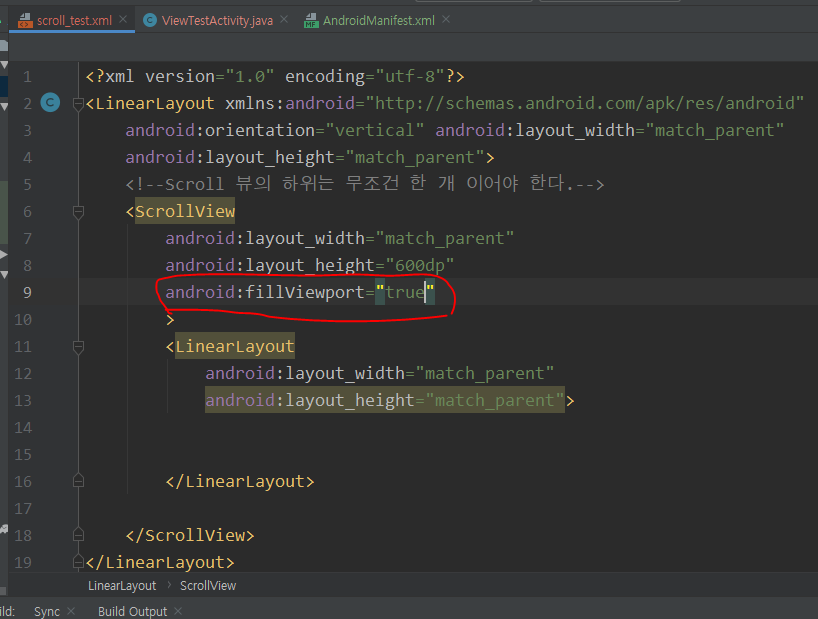 scroll_test.xml
ViewTestActivity.java
AndroidManifest.xml
1 <?xml version="1.0" encoding="utf-8"?>
2 <LinearLayout xmlns:android="http://schemas.android.com/apk/res/android"
3 android:orientation="vertical" android:layout_width="match_parent"
4 android:layout_height="match_parent">
5 <!--Scroll 뷰의 하위는 무조건 한 개 이어야 한다.-->
6 <ScrollView
7 android:layout_width="match_parent"
8 android:layout_height="600dp"
9 android:fillViewport="true"
10 >
11 <LinearLayout
12 android:layout_width="match_parent"
13 android:layout_height="match_parent">
14
15
16 </LinearLayout>
17
18 </ScrollView>
19 </LinearLayout>
LinearLayout › ScrollView
ild: Sync × Build Output ×